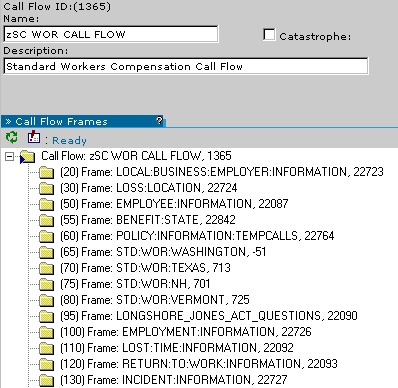 Call Flow ID:(1365)
Name:
zSC WOR CALL FLOW
Catastrophe:
Description:
Standard Workers Compensation Call Flow
» Call Flow Frames ?
: Ready
Call Flow: zSC WOR CALL FLOW, 1365
(20) Frame: LOCAL:BUSINESS:EMPLOYER:INFORMATION, 22723
(30) Frame: LOSS:LOCATION, 22724
(50) Frame: EMPLOYEE:INFORMATION, 22087
(55) Frame: BENEFIT:STATE, 22842
(60) Frame: POLICY:INFORMATION:TEMPCALLS, 22764
(65) Frame: STD:WOR:WASHINGTON, -51
(70) Frame: STD:WOR:TEXAS, 713
(75) Frame: STD:WOR:NH, 701
(80) Frame: STD:WOR:VERMONT, 725
(95) Frame: LONGSHORE_JONES_ACT_QUESTIONS, 22090
(100) Frame: EMPLOYMENT:INFORMATION, 22726
(110) Frame: LOST:TIME:INFORMATION, 22092
(120) Frame: RETURN:TO:WORK:INFORMATION, 22093
(130) Frame: INCIDENT:INFORMATION, 22727